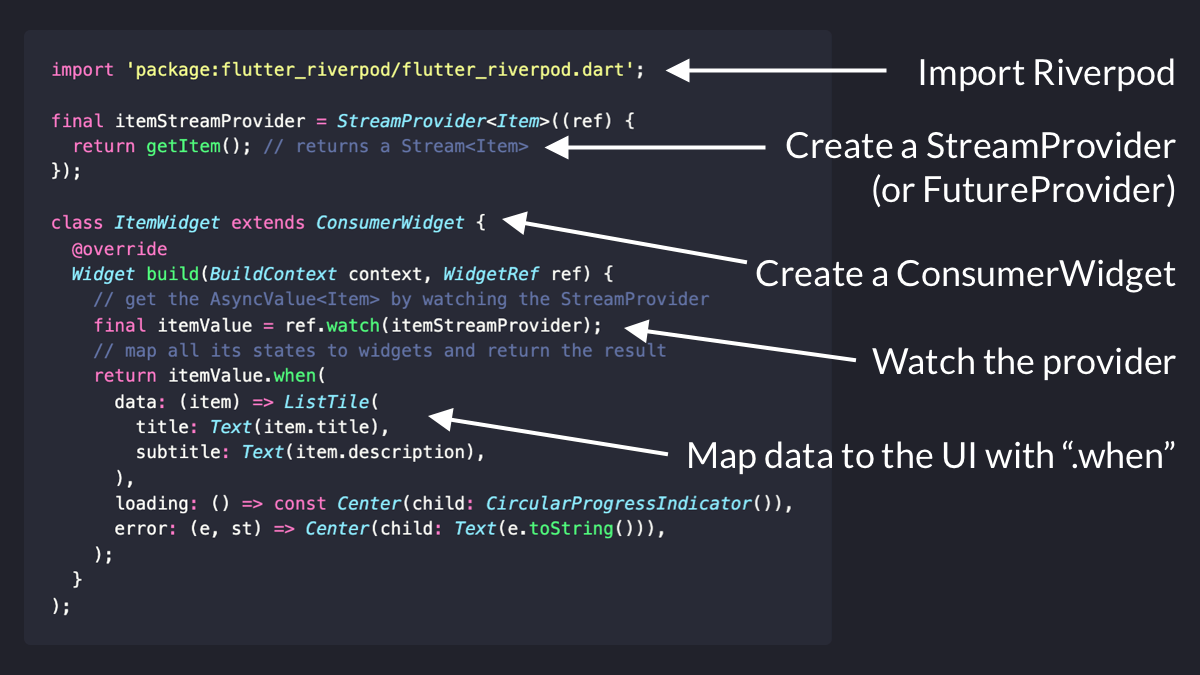 import 'package:flutter_riverpod/flutter_riverpod.dart';
Import Riverpod
final itemStreamProvider = StreamProvider<Item>((ref) {
  return getItem(); // returns a Stream<Item>
});
Create a StreamProvider
(or FutureProvider)
class ItemWidget extends ConsumerWidget {
  @override
  Widget build(BuildContext context, WidgetRef ref) {
Create a ConsumerWidget
    // get the AsyncValue<Item> by watching the StreamProvider
    final itemValue = ref.watch(itemStreamProvider);
Watch the provider
    // map all its states to widgets and return the result
    return itemValue.when(
      data: (item) => ListTile(
        title: Text(item.title),
        subtitle: Text(item.description),
      ),
Map data to the UI with “.when”
      loading: () => const Center(child: CircularProgressIndicator()),
      error: (e, st) => Center(child: Text(e.toString())),
    );
  }
);